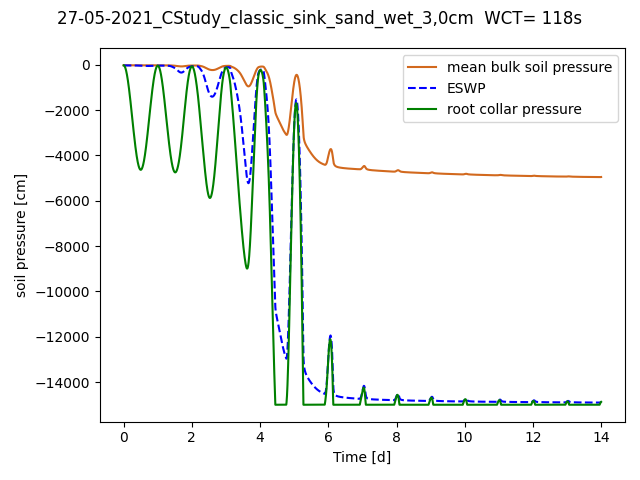 27-05-2021_CStudy_classic_sink_sand_wet_3,0cm  WCT= 118s
mean bulk soil pressure
ESWP
root collar pressure
soil pressure [cm]
0
−2000
−4000
−6000
−8000
−10000
−12000
−14000
0 2 4 6 8 10 12 14
Time [d]